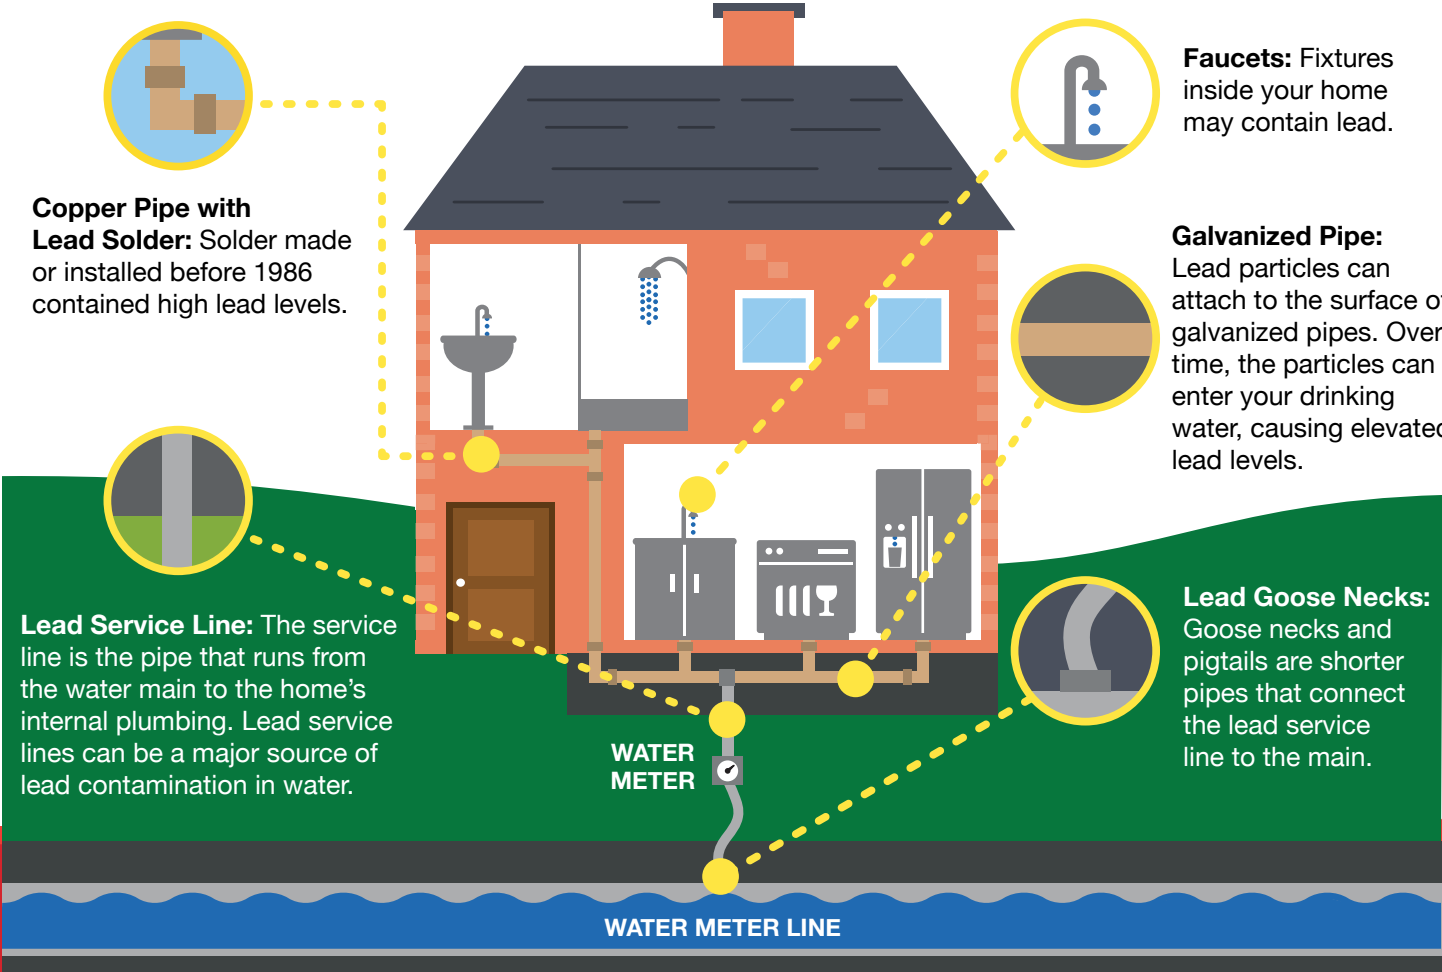 Copper Pipe with
Lead Solder: Solder made
or installed before 1986
contained high lead levels.
Faucets: Fixtures
inside your home
may contain lead.
Galvanized Pipe:
Lead particles can
attach to the surface of
galvanized pipes. Over
time, the particles can
enter your drinking
water, causing elevated
lead levels.
Lead Service Line: The service
line is the pipe that runs from
the water main to the home’s
internal plumbing. Lead service
lines can be a major source of
lead contamination in water.
Lead Goose Necks:
Goose necks and
pigtails are shorter
pipes that connect
the lead service
line to the main.
WATER
METER
WATER METER LINE